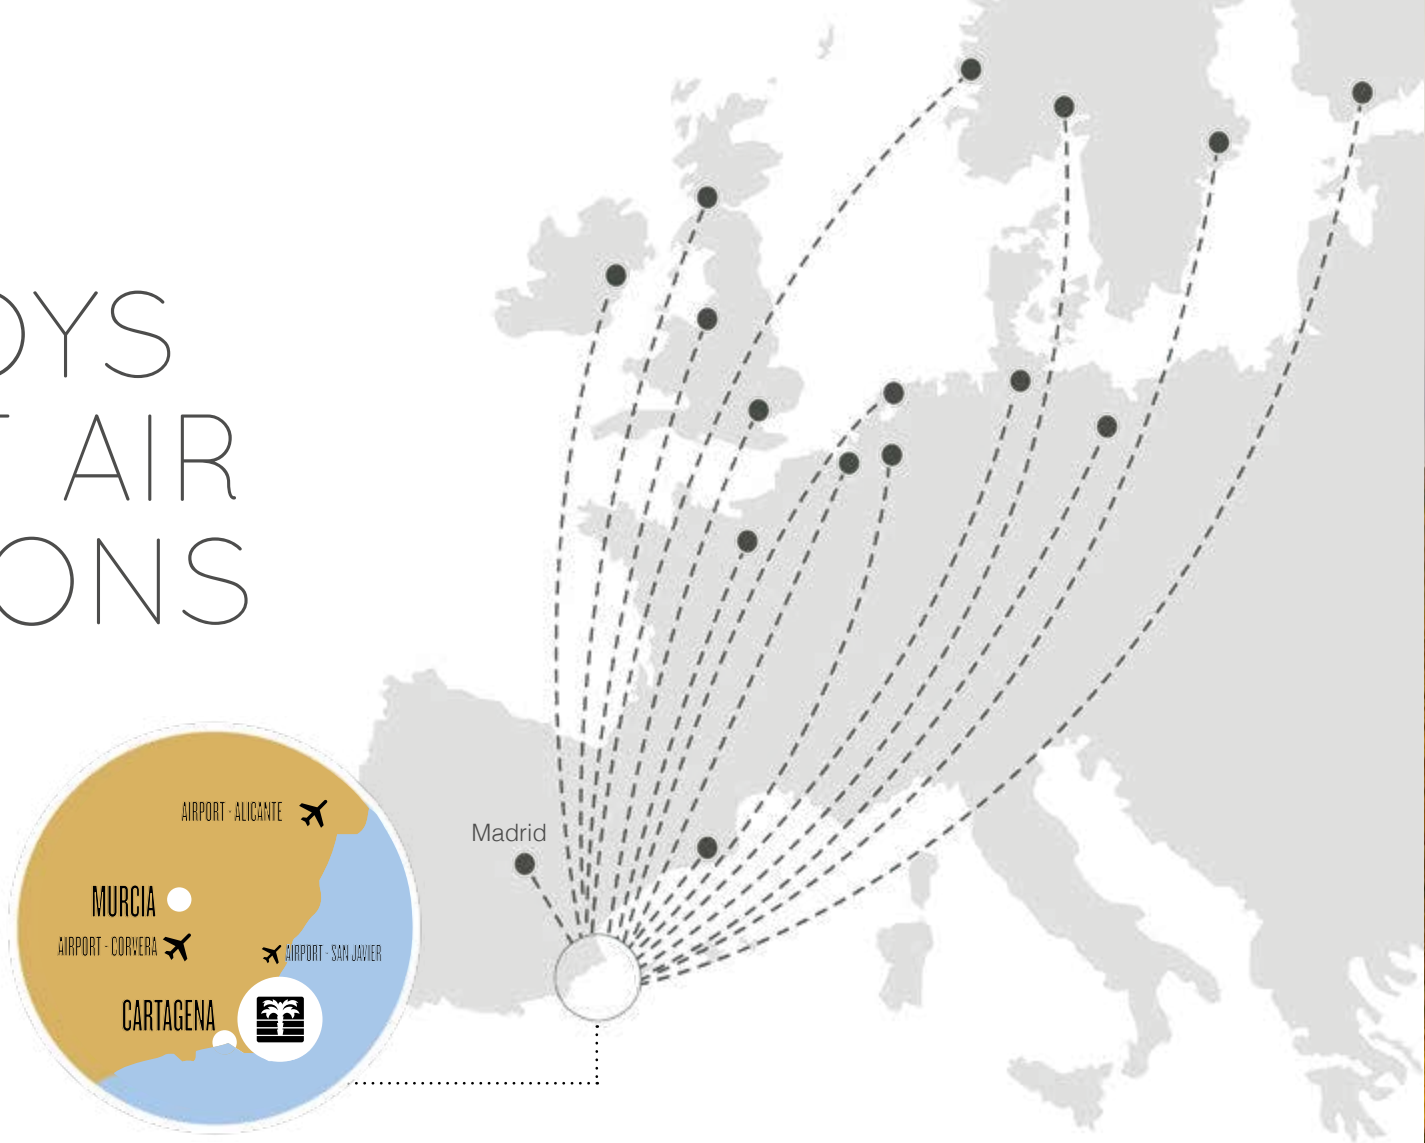 OYS
T AIR
ONS
Madrid
AIRPORT - ALICANTE
MURCIA
AIRPORT - CORVERA
AIRPORT - SAN JAVIER
CARTAGENA